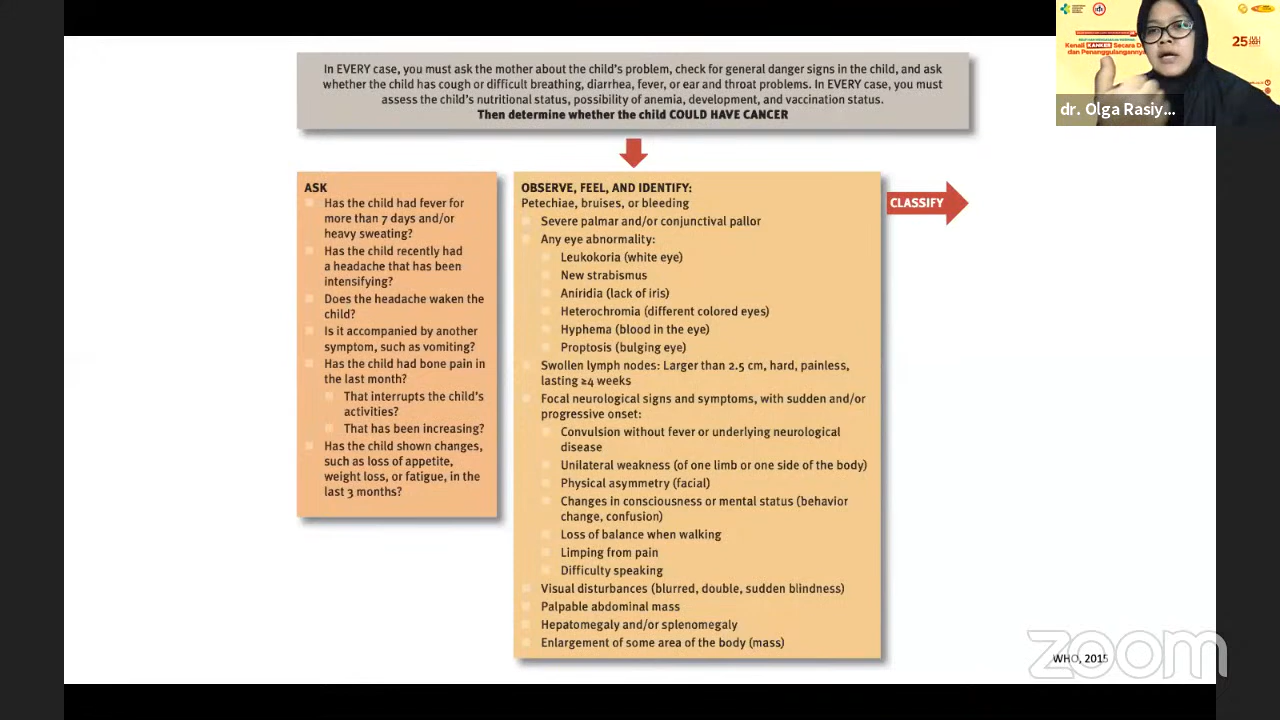 In EVERY case, you must ask the mother about the child's problem, check for general danger signs in the child, and ask
whether the child has cough or difficult breathing, diarrhea, fever, or ear and throat problems. In EVERY case, you must
assess the child's nutritional status, possibility of anemia, development, and vaccination status.
Then determine whether the child COULD HAVE CANCER
ASK
Has the child had fever for
more than 7 days and/or
heavy sweating?
Has the child recently had
a headache that has been
intensifying?
Does the headache waken the
child?
Is it accompanied by another
symptom, such as vomiting?
Has the child had bone pain in
the last month?
That interrupts the child's
activities?
That has been increasing?
Has the child shown changes,
such as loss of appetite,
weight loss, or fatigue, in the
last 3 months?
OBSERVE, FEEL, AND IDENTIFY:
Petechiae, bruises, or bleeding
Severe palmar and/or conjunctival pallor
Any eye abnormality:
Leukokoria (white eye)
New strabismus
Aniridia (lack of iris)
Heterochromia (different colored eyes)
Hyphema (blood in the eye)
Proptosis (bulging eye)
Swollen lymph nodes: Larger than 2.5 cm, hard, painless,
lasting ≥4 weeks
Focal neurological signs and symptoms, with sudden and/or
progressive onset:
Convulsion without fever or underlying neurological
disease
Unilateral weakness (of one limb or one side of the body)
Physical asymmetry (facial)
Changes in consciousness or mental status (behavior
change, confusion)
Loss of balance when walking
Limping from pain
Difficulty speaking
Visual disturbances (blurred, double, sudden blindness)
Palpable abdominal mass
Hepatomegaly and/or splenomegaly
Enlargement of some area of the body (mass)
CLASSIFY
Kenali KANKER Secara D
dan Penanggulangannya
25 JULI
2021
dr. Olga Rasiy...
WHO, 2015
zoom